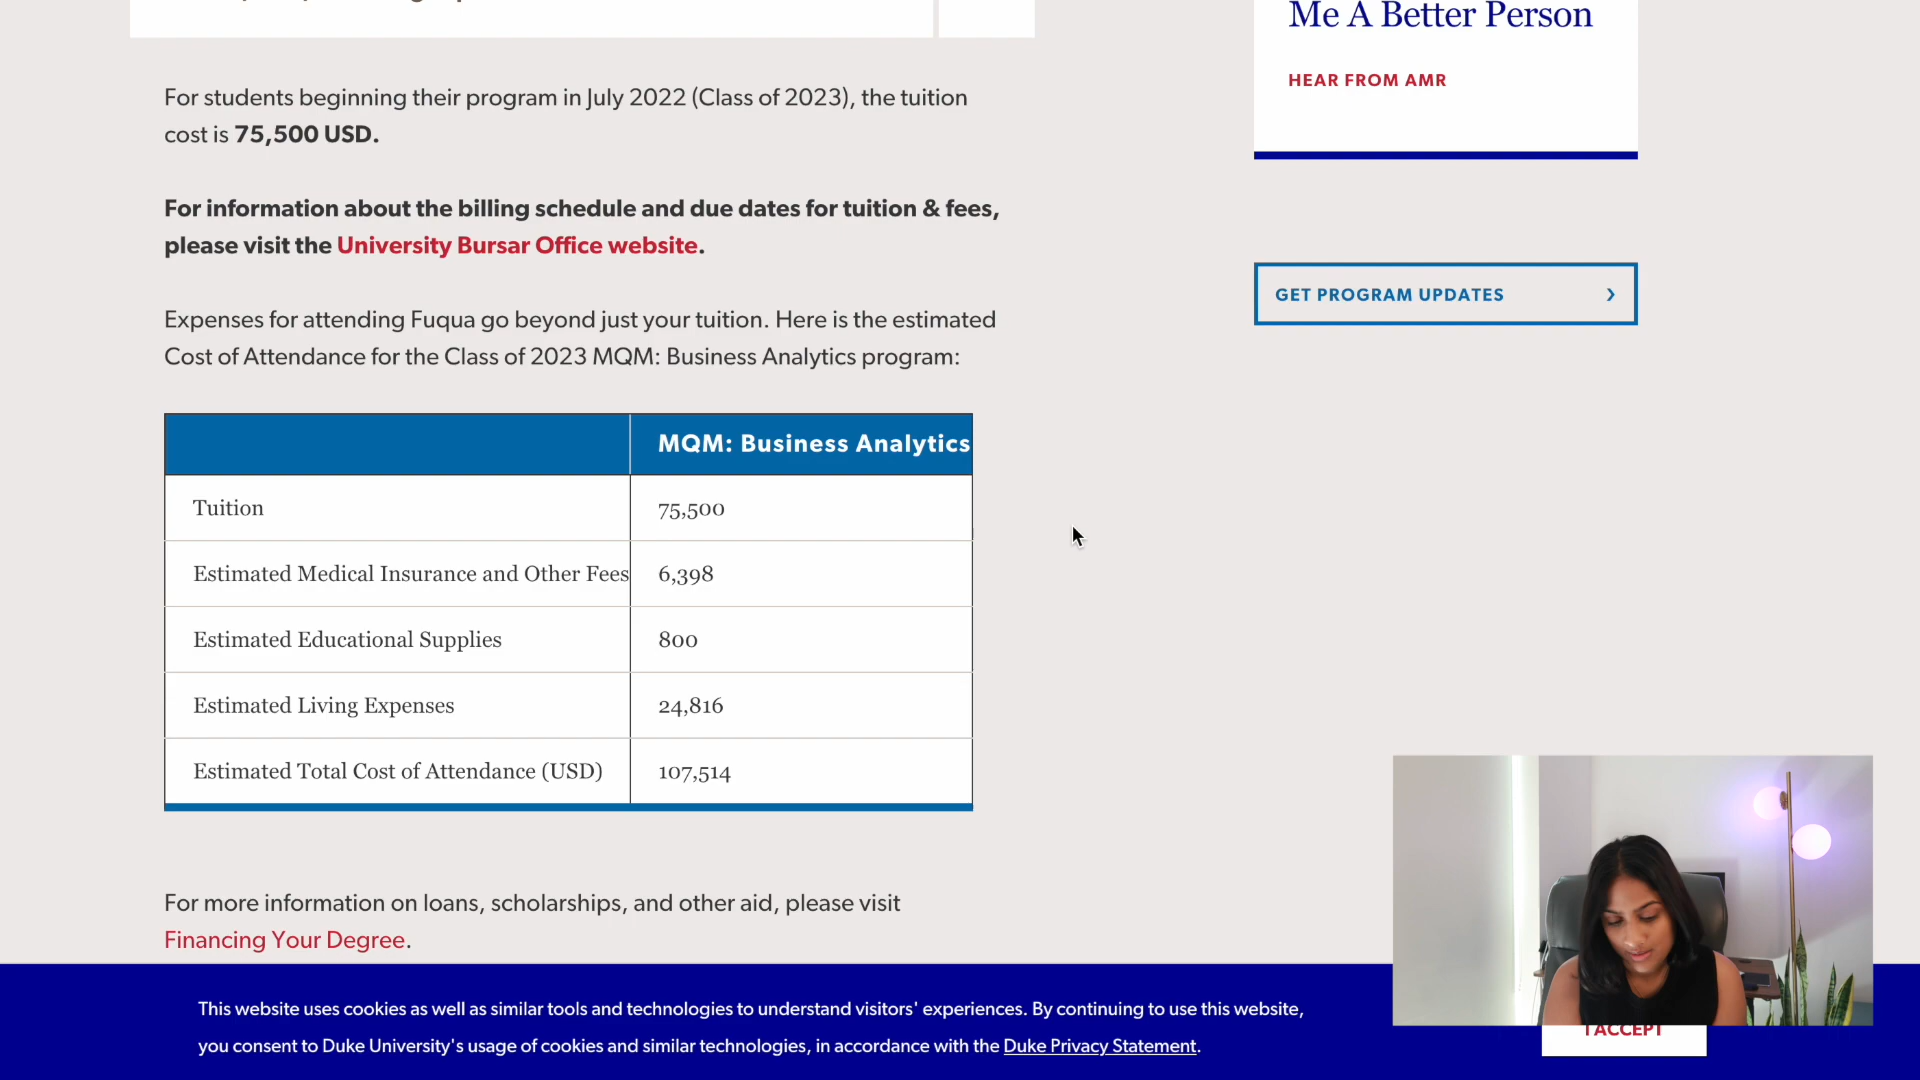 Me A Better Person
HEAR FROM AMR
For students beginning their program in July 2022 (Class of 2023), the tuition
cost is 75,500 USD.
For information about the billing schedule and due dates for tuition & fees,
please visit the University Bursar Office website.
GET PROGRAM UPDATES
Expenses for attending Fuqua go beyond just your tuition. Here is the estimated
Cost of Attendance for the Class of 2023 MQM: Business Analytics program:
MQM: Business Analytics
Tuition 75,500
Estimated Medical Insurance and Other Fees 6,398
Estimated Educational Supplies 800
Estimated Living Expenses 24,816
Estimated Total Cost of Attendance (USD) 107,514
For more information on loans, scholarships, and other aid, please visit
Financing Your Degree.
This website uses cookies as well as similar tools and technologies to understand visitors' experiences. By continuing to use this website,
you consent to Duke University's usage of cookies and similar technologies, in accordance with the Duke Privacy Statement.
I ACCEPT